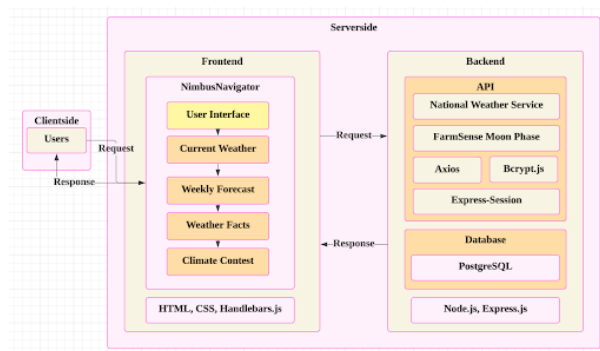 Serverside
Frontend
Backend
NimbusNavigator
API
User Interface
National Weather Service
Clientside
Users
Request
Response
Current Weather
Request
FarmSense Moon Phase
Weekly Forecast
Axios
Bcrypt.js
Express-Session
Weather Facts
Response
Database
Climate Contest
PostgreSQL
HTML, CSS, Handlebars.js
Node.js, Express.js